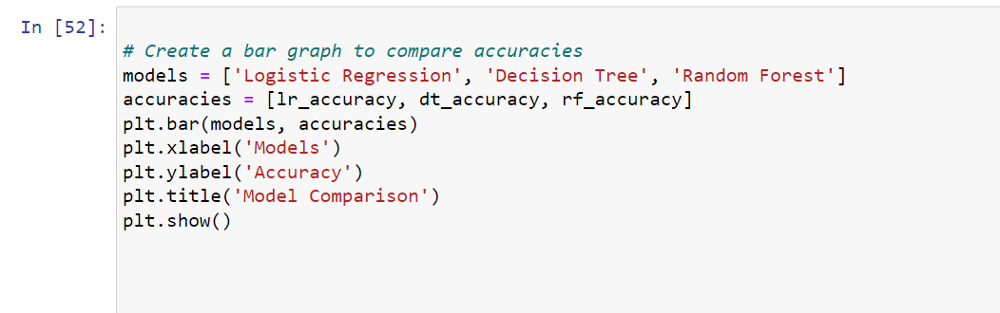 In [52]:
# Create a bar graph to compare accuracies
models = ['Logistic Regression', 'Decision Tree', 'Random Forest']
accuracies = [lr_accuracy, dt_accuracy, rf_accuracy]
plt.bar(models, accuracies)
plt.xlabel('Models')
plt.ylabel('Accuracy')
plt.title('Model Comparison')
plt.show()